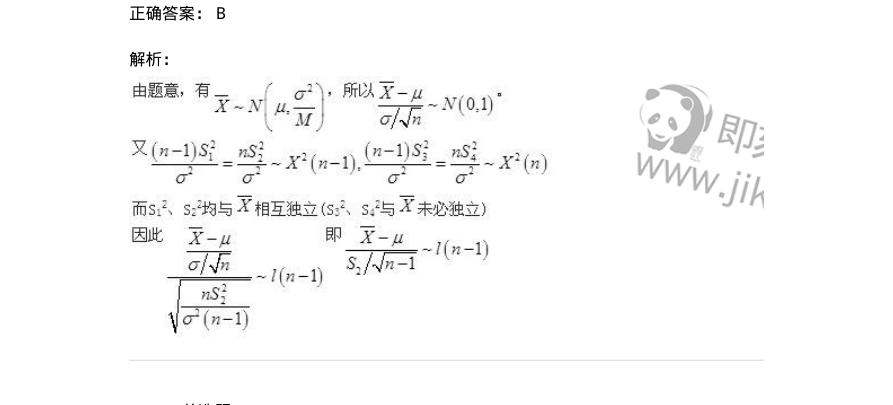 正确答案： B
解析：
由题意，有 X̄ ~ N(μ, σ²/M)，所以 (X̄−μ)/(σ/√n) ~ N(0,1)。
又 (n−1)S₁²/σ² = nS₂²/σ² ~ X²(n−1), (n−1)S₃²/σ² = nS₄²/σ² ~ X²(n)
而S₁²、S₂²均与 X̄ 相互独立(S₃²、S₄²与 X̄ 未必独立)
因此 ((X̄−μ)/(σ/√n))/√(nS₂²/(σ²(n−1))) ~ l(n−1) 即 (X̄−μ)/(S₂/√(n−1)) ~ l(n−1)
即
www.jik